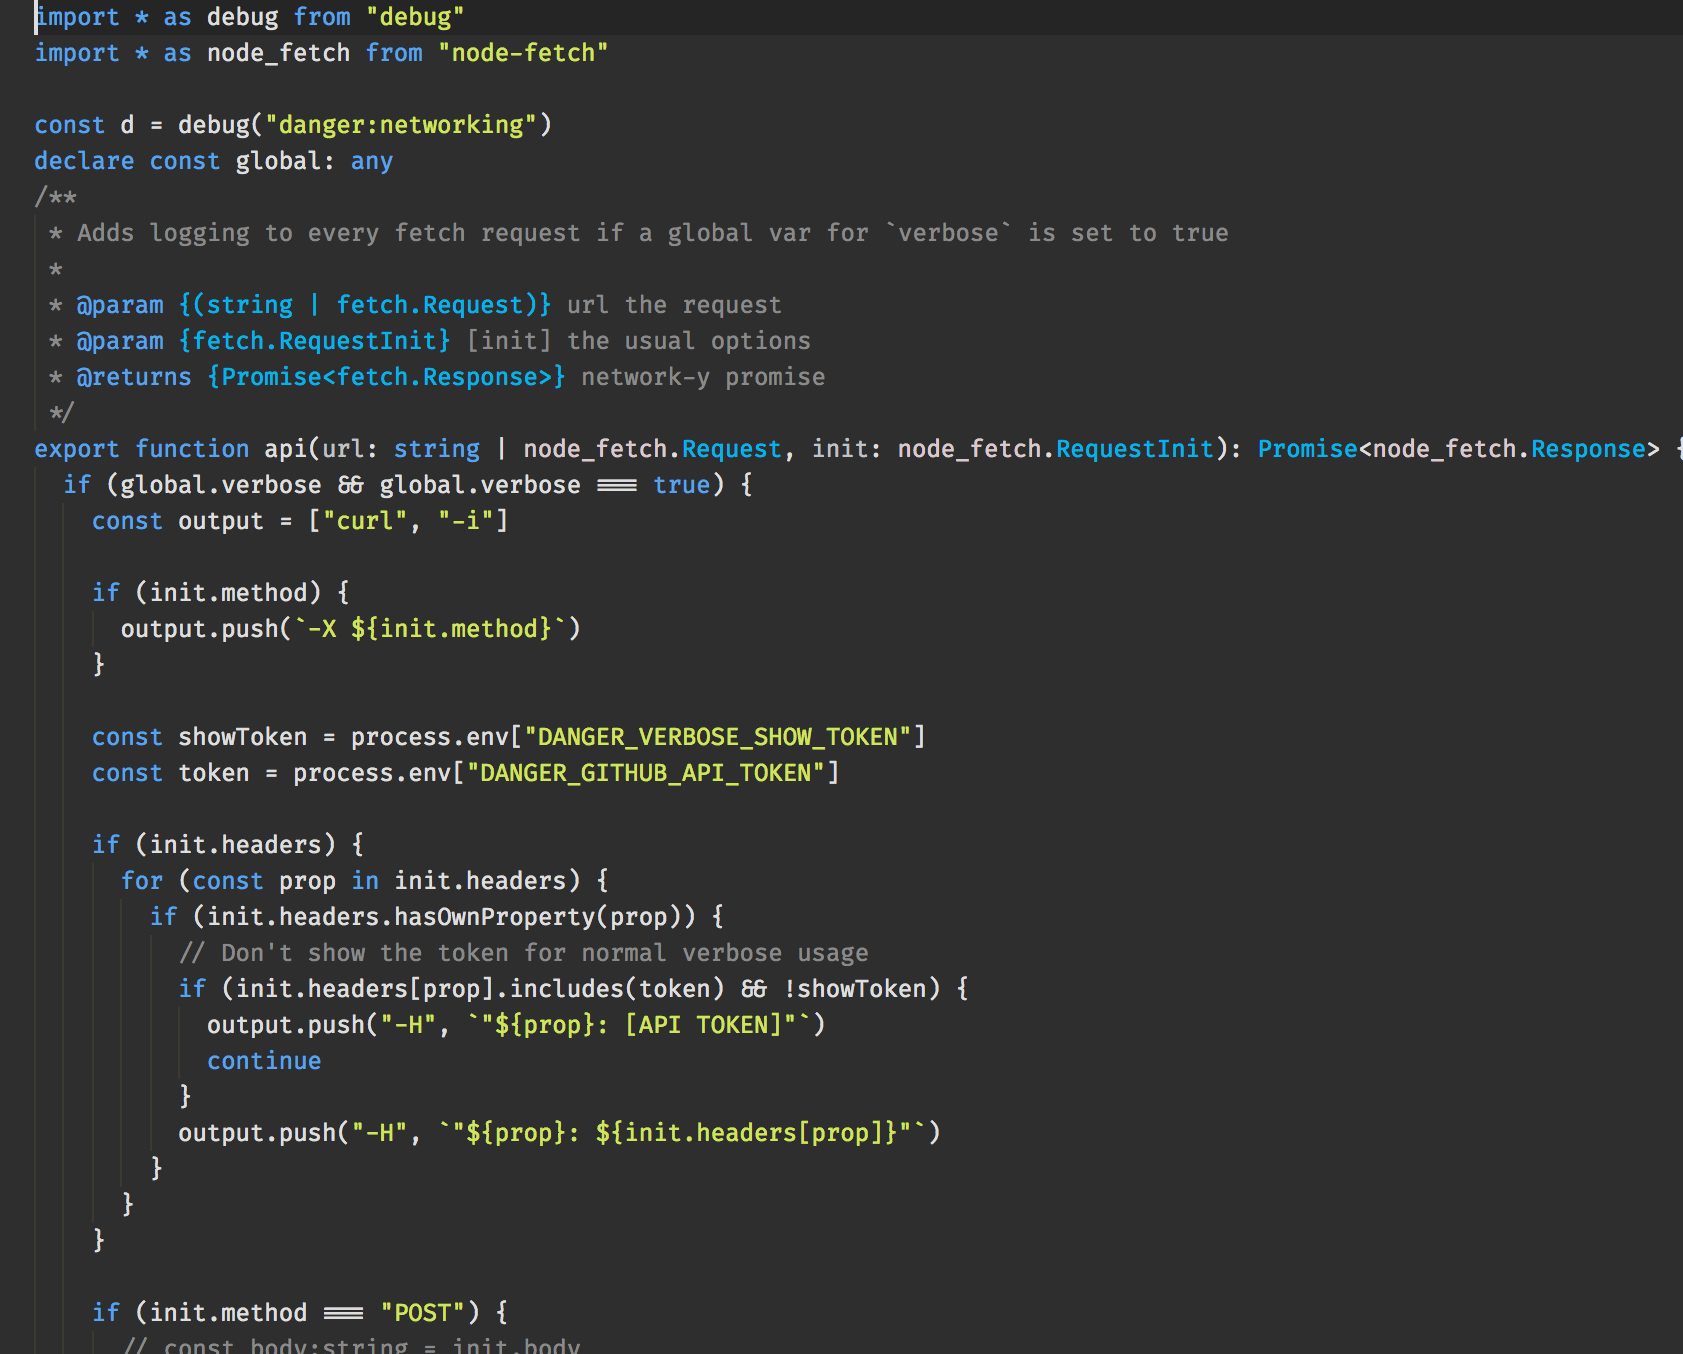 import * as debug from "debug"
import * as node_fetch from "node-fetch"

const d = debug("danger:networking")
declare const global: any
/**
 * Adds logging to every fetch request if a global var for `verbose` is set to true
 *
 * @param {(string | fetch.Request)} url the request
 * @param {fetch.RequestInit} [init] the usual options
 * @returns {Promise<fetch.Response>} network-y promise
 */
export function api(url: string | node_fetch.Request, init: node_fetch.RequestInit): Promise<node_fetch.Response> {
  if (global.verbose && global.verbose === true) {
    const output = ["curl", "-i"]

    if (init.method) {
      output.push(`-X ${init.method}`)
    }

    const showToken = process.env["DANGER_VERBOSE_SHOW_TOKEN"]
    const token = process.env["DANGER_GITHUB_API_TOKEN"]

    if (init.headers) {
      for (const prop in init.headers) {
        if (init.headers.hasOwnProperty(prop)) {
          // Don't show the token for normal verbose usage
          if (init.headers[prop].includes(token) && !showToken) {
            output.push("-H", `"${prop}: [API TOKEN]"`)
            continue
          }
          output.push("-H", `"${prop}: ${init.headers[prop]}"`)
        }
      }
    }

    if (init.method === "POST") {
      // const body:string = init.body